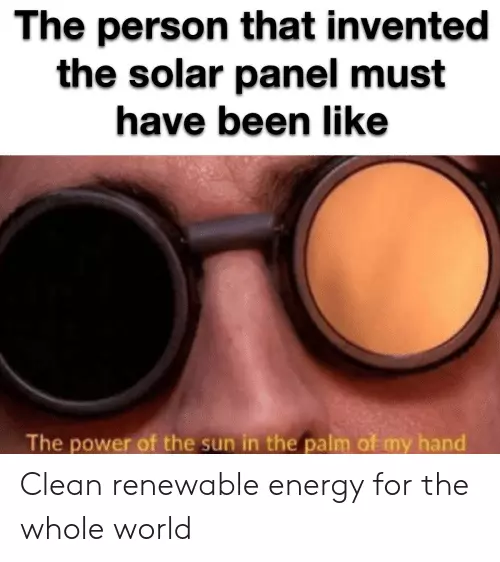 The person that invented
the solar panel must
have been like
The power of the sun in the palm of my hand
Clean renewable energy for the
whole world